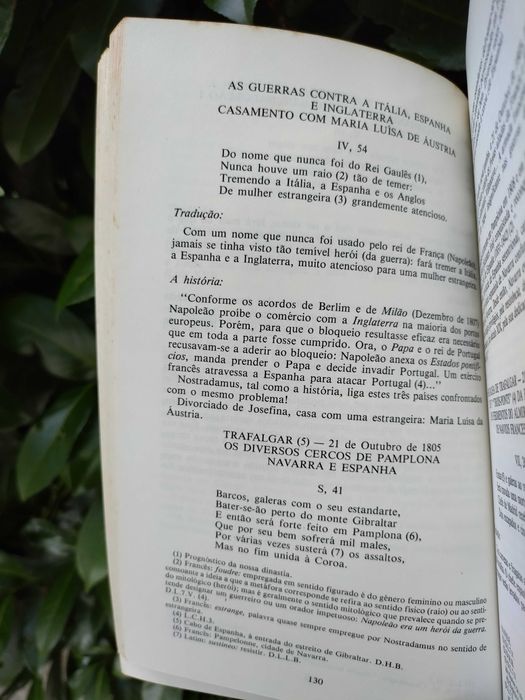 AS GUERRAS CONTRA A ITÁLIA, ESPANHA
E INGLATERRA
CASAMENTO COM MARIA LUÍSA DE ÁUSTRIA
IV, 54
Do nome que nunca foi do Rei Gaulês (1),
Nunca houve um raio (2) tão de temer:
Tremendo a Itália, a Espanha e os Anglos
De mulher estrangeira (3) grandemente atencioso.
Tradução:
Com um nome que nunca foi usado pelo rei de França (Napoleão)
jamais se tinha visto tão temível herói (da guerra): fará tremer a Itália,
a Espanha e a Inglaterra, muito atencioso para uma mulher estrangeira.
A história:
"Conforme os acordos de Berlim e de Milão (Dezembro de 1807)
Napoleão proibe o comércio com a Inglaterra na maioria dos portos
europeus. Porém, para que o bloqueio resultasse eficaz era necessário
que em toda a parte fosse cumprido. Ora, o Papa e o rei de Portugal
recusavam-se a aderir ao bloqueio: Napoleão anexa os Estados pontifí-
cios, manda prender o Papa e decide invadir Portugal. Um exército
francês atravessa a Espanha para atacar Portugal (4)..."
Nostradamus, tal como a história, liga estes três países confrontados
com o mesmo problema!
Divorciado de Josefina, casa com uma estrangeira: Maria Luísa da
Áustria.
TRAFALGAR (5) — 21 de Outubro de 1805
OS DIVERSOS CERCOS DE PAMPLONA
NAVARRA E ESPANHA
S, 41
Barcos, galeras com o seu estandarte,
Bater-se-ão perto do monte Gibraltar
E então será forte feito em Pamplona (6),
Que por seu bem sofrerá mil males,
Por várias vezes susterá (7) os assaltos,
Mas no fim unida à Coroa.
(1) Prognóstico da nossa dinastia.
(2) Francês: foudre: empregada em sentido figurado é do género feminino ou masculino
consoante a ideia a que a metáfora corresponde se refira ao sentido físico (raio) ou ao senti-
do mitológico (herói); mas é geralmente o sentido mitológico que prevalece quando se pre-
tende designar um guerreiro ou um orador impetuoso: Napoleão era um herói da guerra.
D.L.7 V. (4).
(3) Francês: estrange, palavra quase sempre empregue por Nostradamus no sentido de
estrangeira.
(4) L.C.H.3.
(5) Cabo de Espanha, à entrada do estreito de Gibraltar. D.H.B.
(6) Francês: Pampelonne, cidade de Navarra.
(7) Latim: sustineo: resistir. D.L.L.B.
130